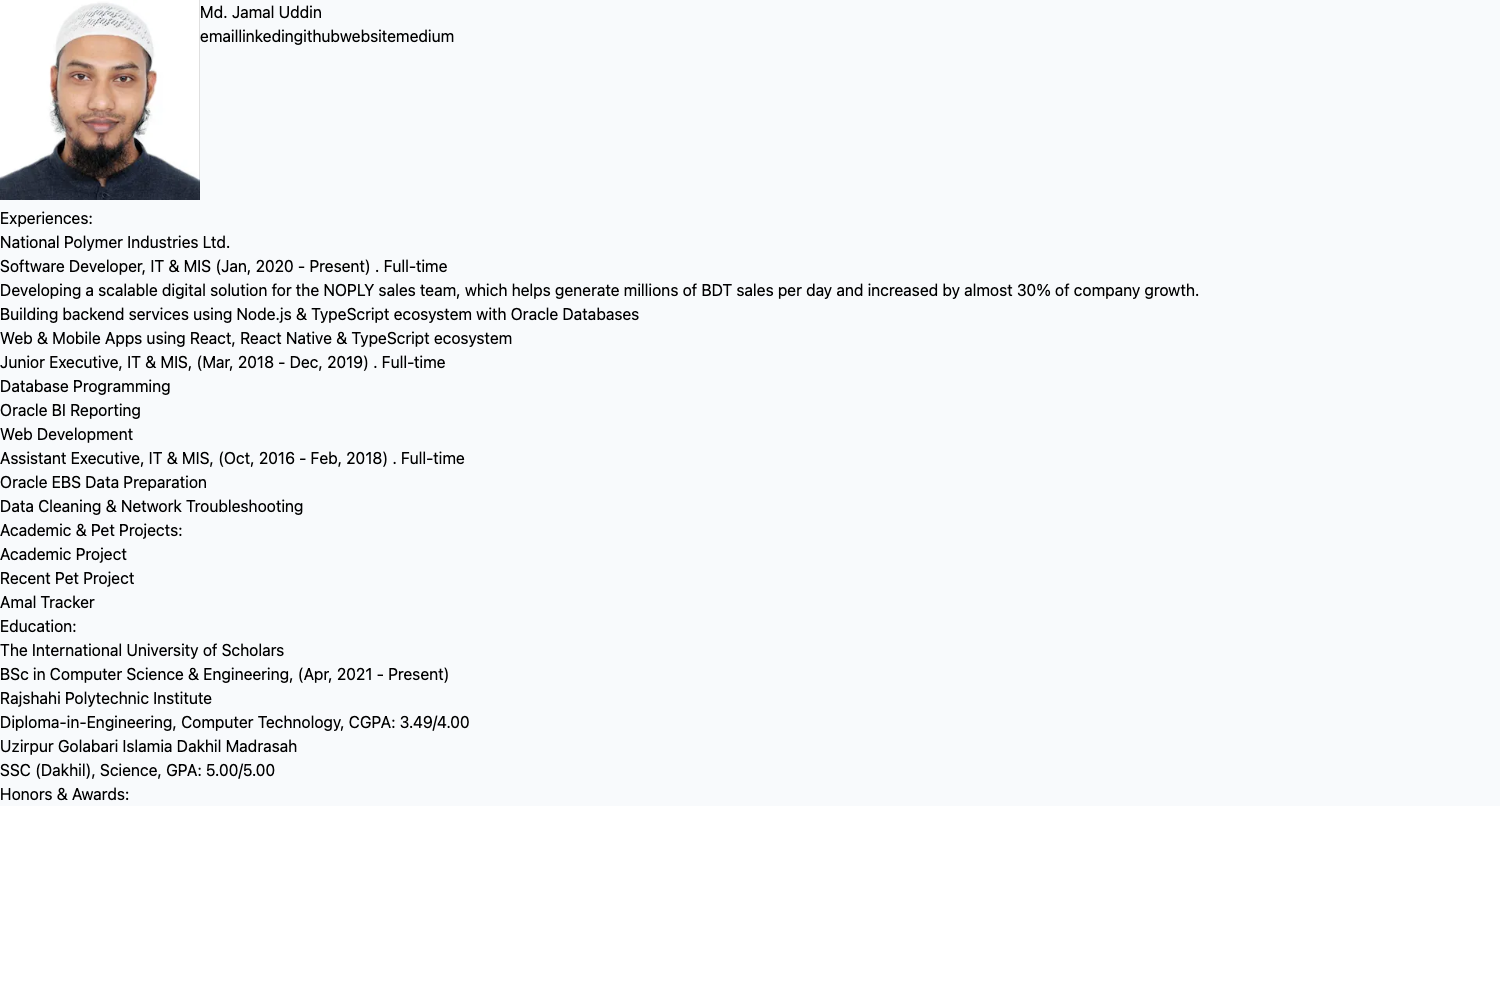 Md. Jamal Uddin
emaillinkedingithubwebsitemedium
Experiences:
National Polymer Industries Ltd.
Software Developer, IT & MIS (Jan, 2020 - Present) . Full-time
Developing a scalable digital solution for the NOPLY sales team, which helps generate millions of BDT sales per day and increased by almost 30% of company growth.
Building backend services using Node.js & TypeScript ecosystem with Oracle Databases
Web & Mobile Apps using React, React Native & TypeScript ecosystem
Junior Executive, IT & MIS, (Mar, 2018 - Dec, 2019) . Full-time
Database Programming
Oracle BI Reporting
Web Development
Assistant Executive, IT & MIS, (Oct, 2016 - Feb, 2018) . Full-time
Oracle EBS Data Preparation
Data Cleaning & Network Troubleshooting
Academic & Pet Projects:
Academic Project
Recent Pet Project
Amal Tracker
Education:
The International University of Scholars
BSc in Computer Science & Engineering, (Apr, 2021 - Present)
Rajshahi Polytechnic Institute
Diploma-in-Engineering, Computer Technology, CGPA: 3.49/4.00
Uzirpur Golabari Islamia Dakhil Madrasah
SSC (Dakhil), Science, GPA: 5.00/5.00
Honors & Awards: